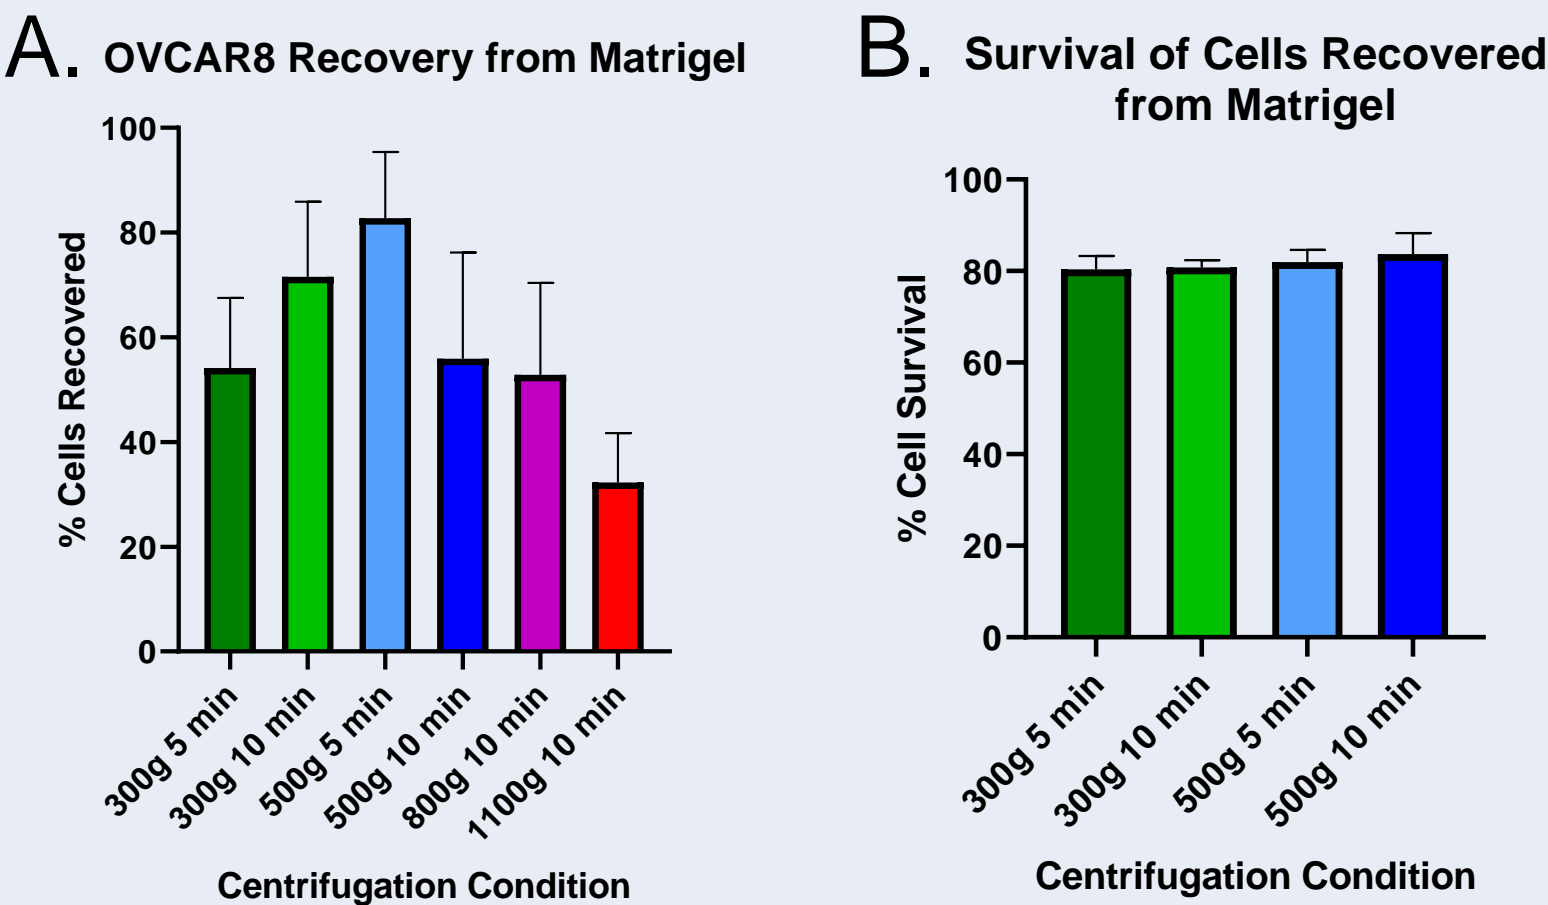 A. OVCAR8 Recovery from Matrigel
100
80
60
40
20
0
% Cells Recovered
300g 5 min
300g 10 min
500g 5 min
500g 10 min
800g 10 min
1100g 10 min
Centrifugation Condition
B. Survival of Cells Recovered
from Matrigel
100
80
60
40
20
0
% Cell Survival
300g 5 min
300g 10 min
500g 5 min
500g 10 min
Centrifugation Condition